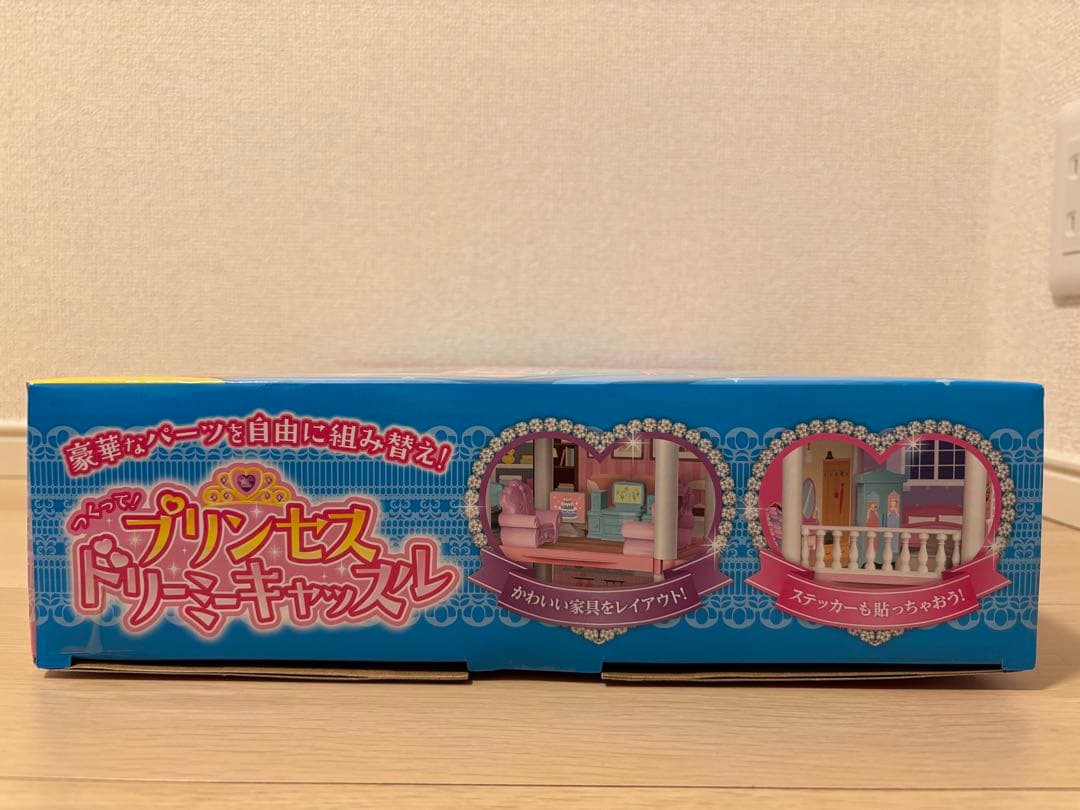 豪華なパーツを自由に組み替え!
つくって!
プリンセス
ドリーミーキャッスル
かわいい家具をレイアウト!
ステッカーも貼っちゃおう!